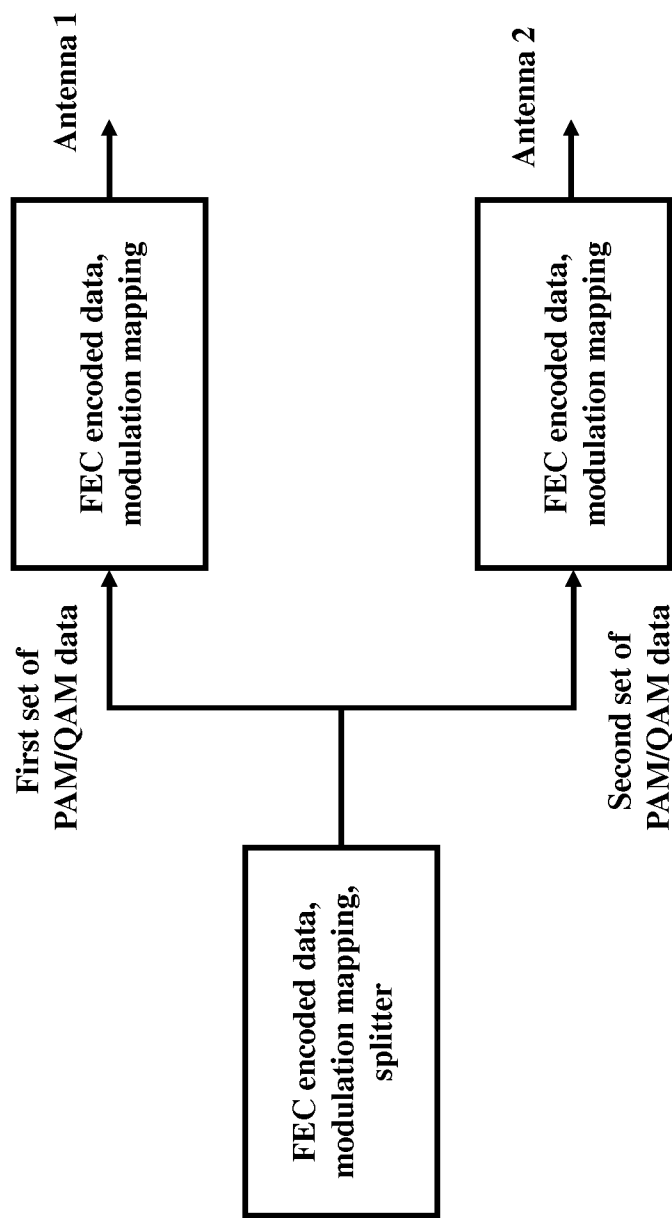 FEC encoded data,
modulation mapping,
splitter
First set of
PAM/QAM data
FEC encoded data,
modulation mapping
Antenna 1
Second set of
PAM/QAM data
FEC encoded data,
modulation mapping
Antenna 2